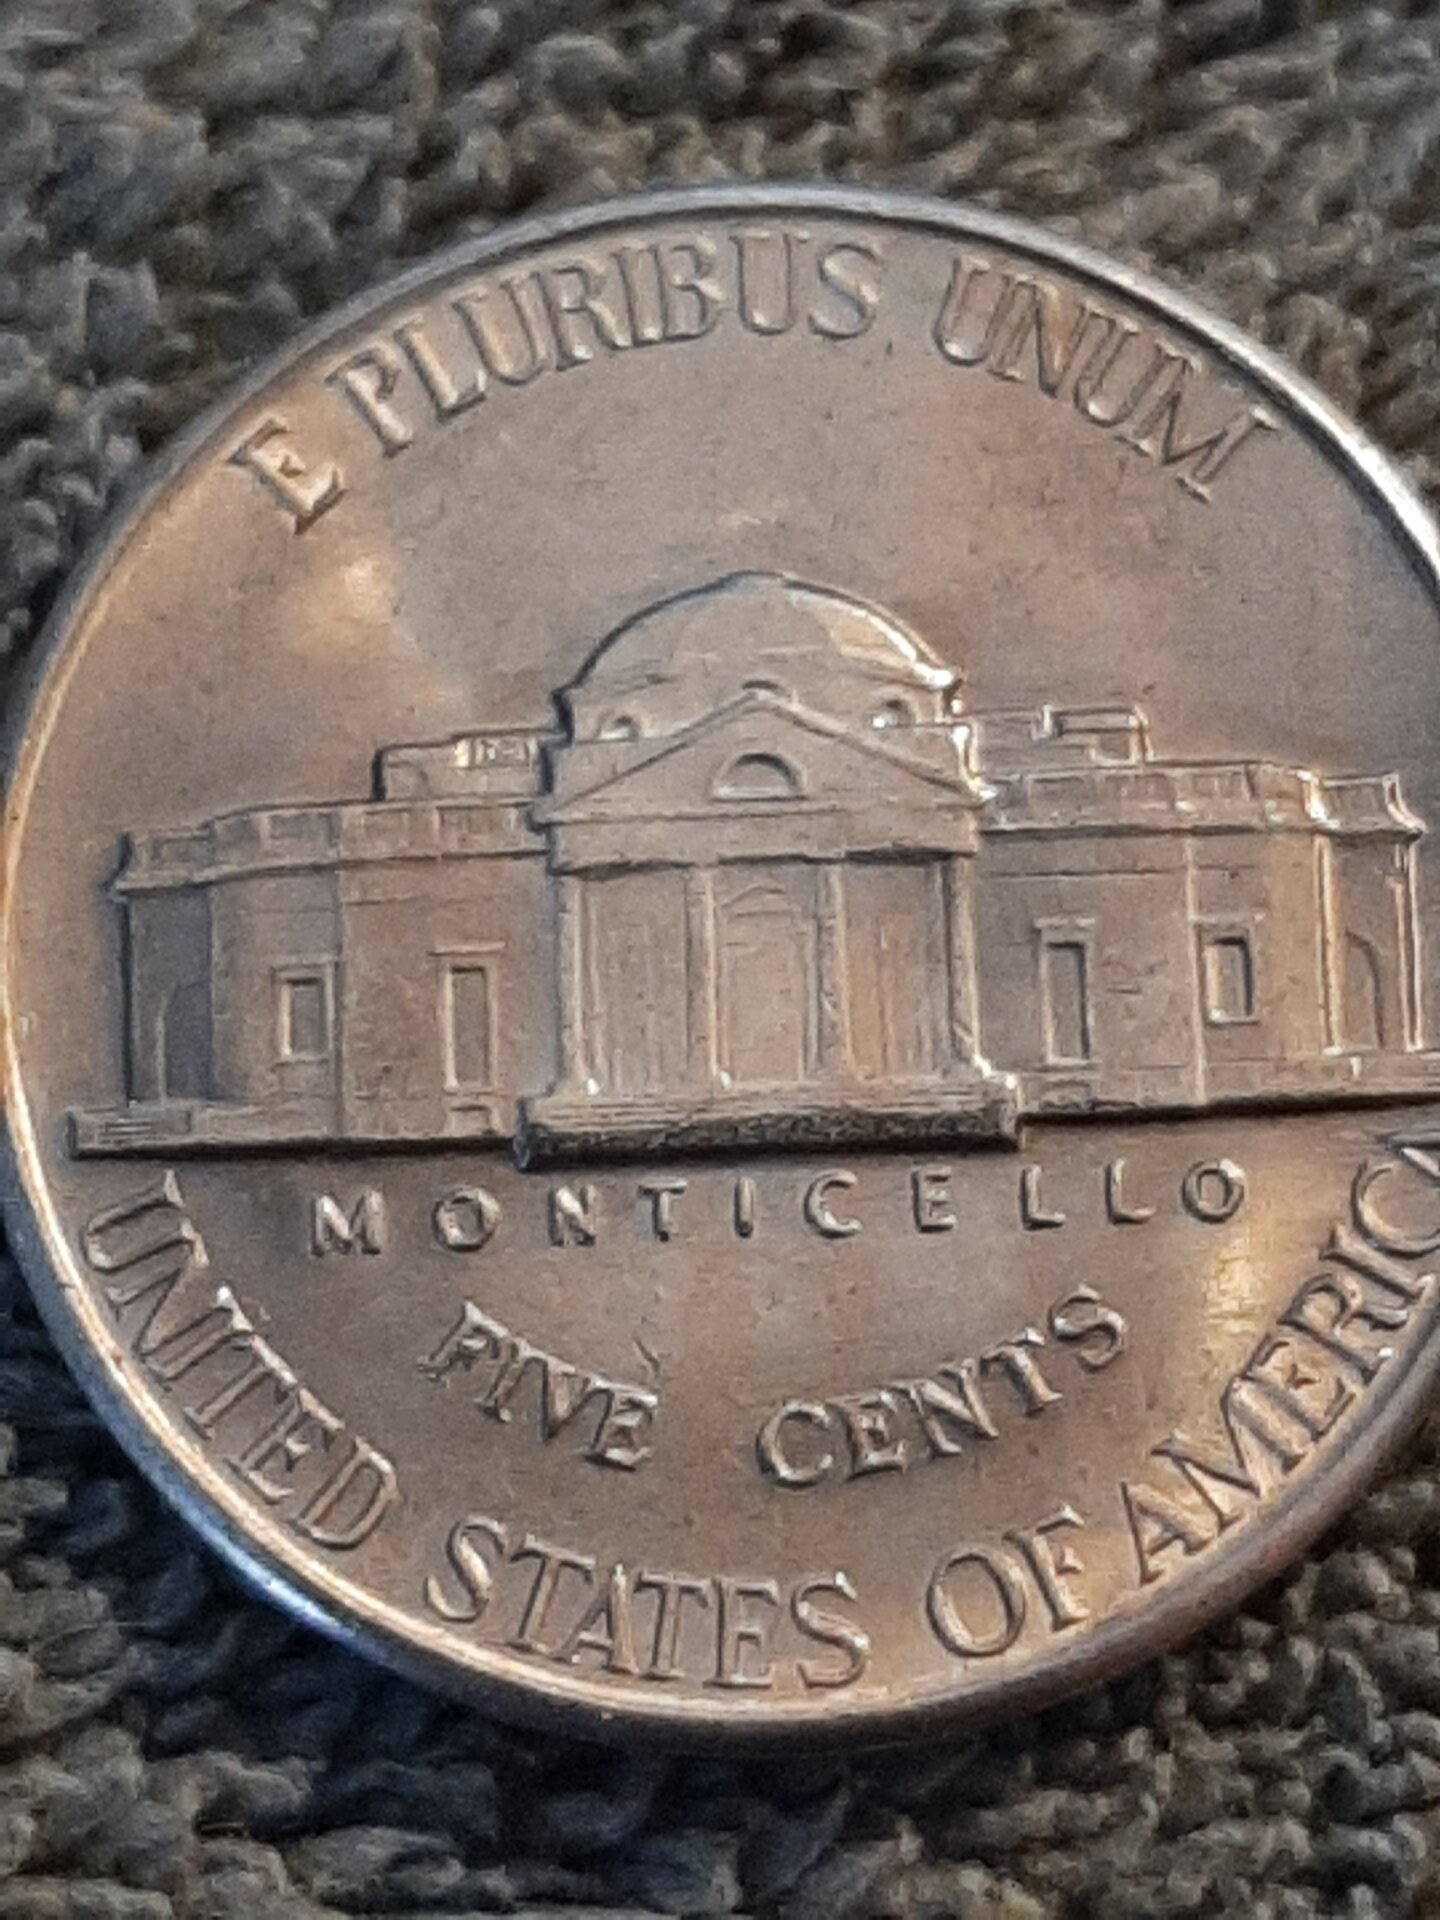 E PLURIBUS UNUM
MONTICELLO
FIVE CENTS
UNITED STATES OF AMERICA